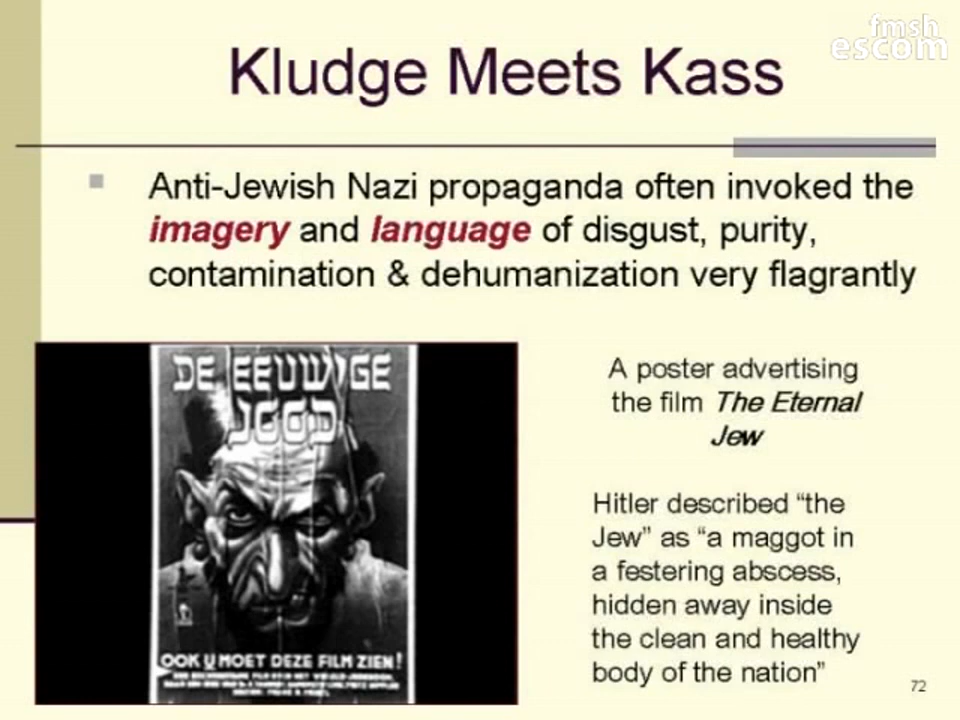 fmsh
escom
Kludge Meets Kass
Anti-Jewish Nazi propaganda often invoked the
imagery and language of disgust, purity,
contamination & dehumanization very flagrantly
DE EEUWIGE
JOOD
OOK U MOET DEZE FILM ZIEN!
A poster advertising
the film The Eternal
Jew
Hitler described “the
Jew” as “a maggot in
a festering abscess,
hidden away inside
the clean and healthy
body of the nation”
72